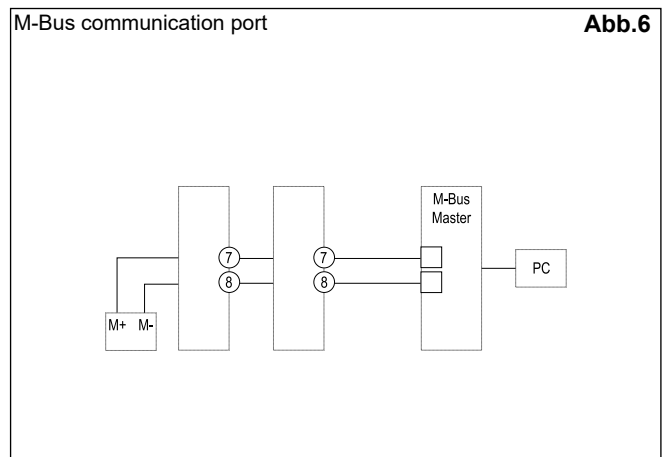 M-Bus communication port
Abb.6
M-Bus
Master
7
7
PC
8
8
M+ M-